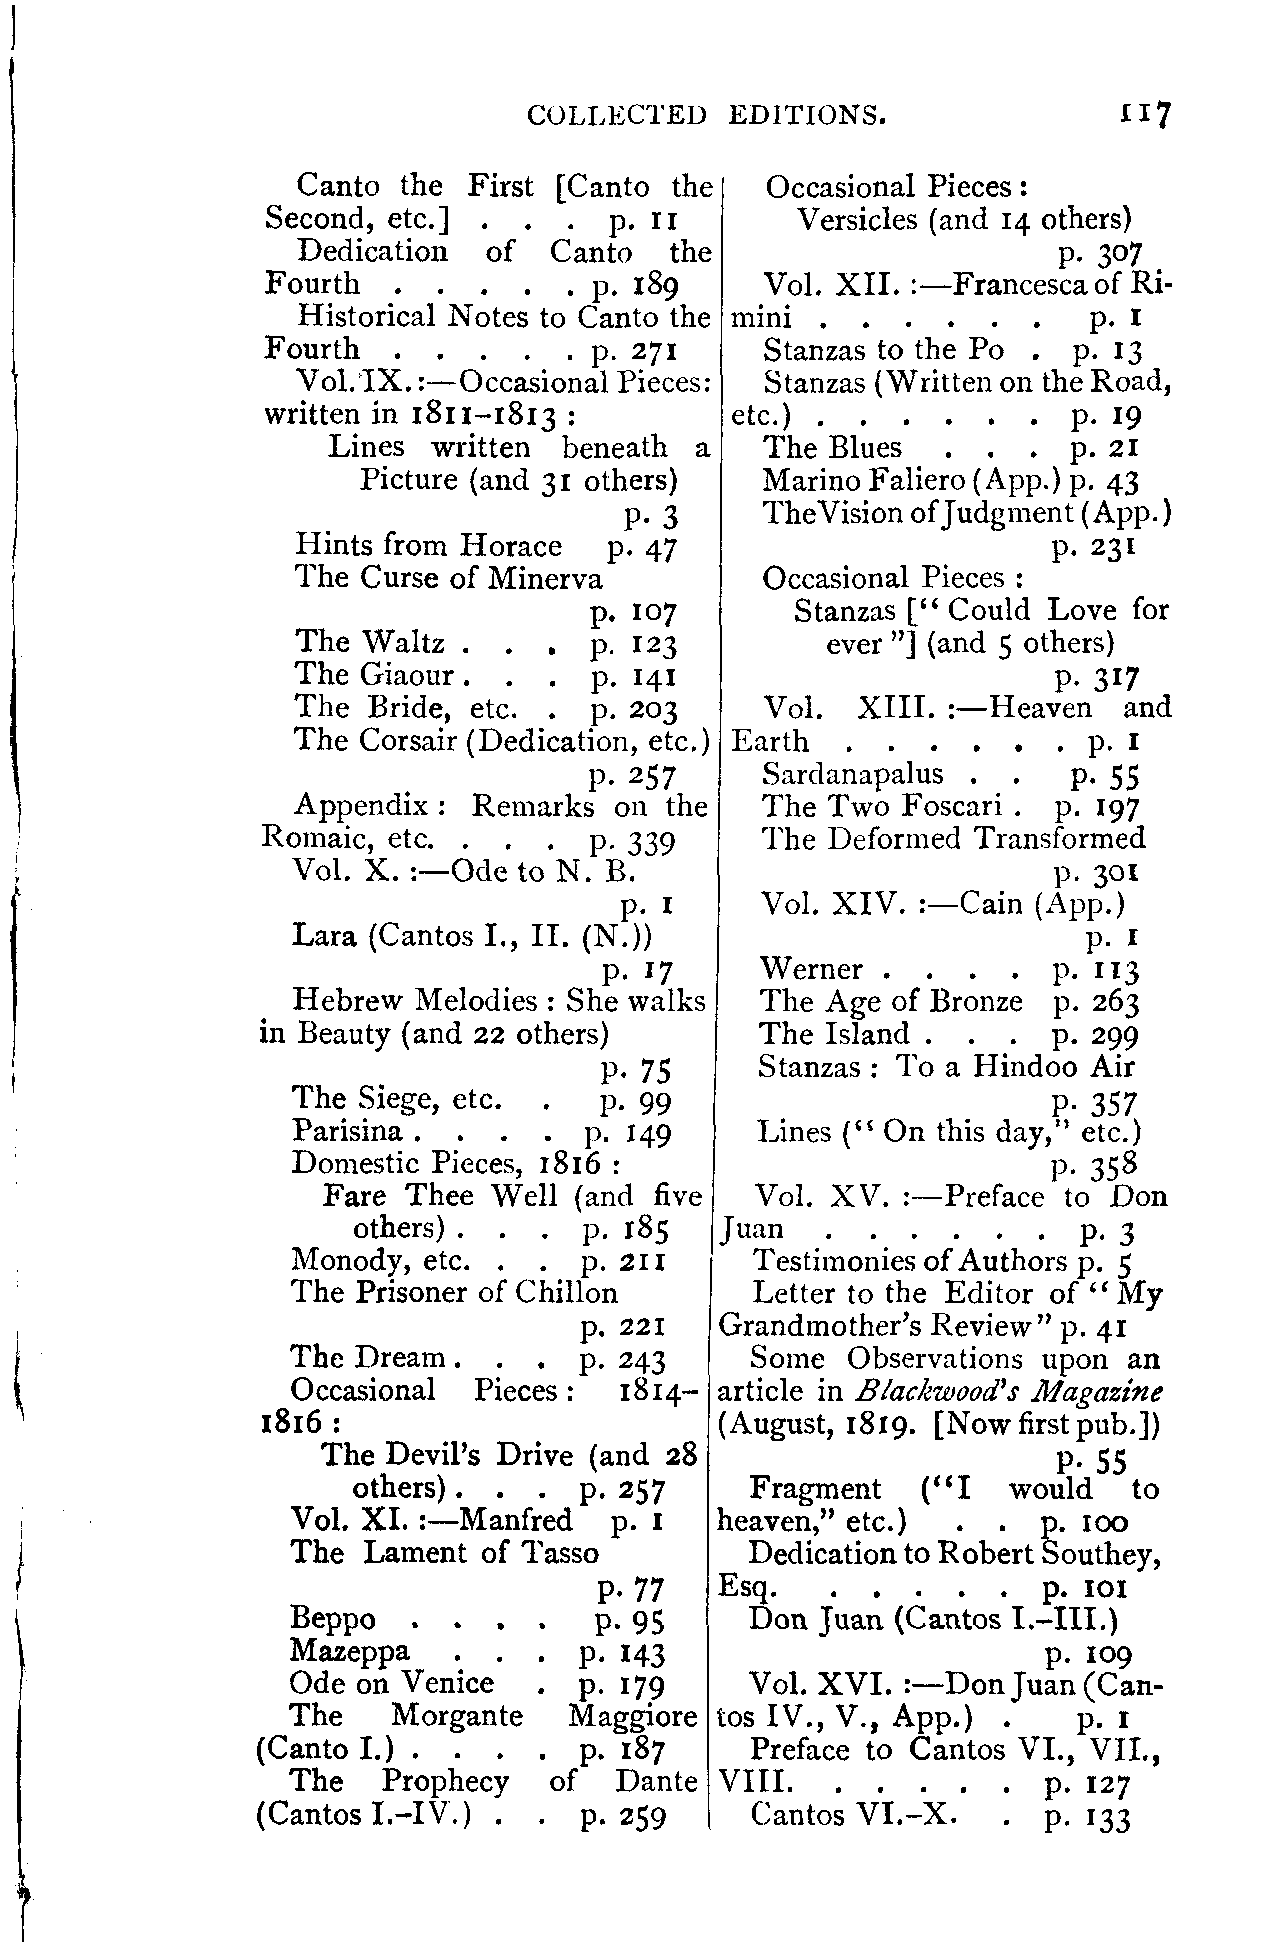 COLLECTED EDITIONS. 117
Canto the First [Canto the
Second, etc.] . . . p. 11
Dedication of Canto the
Fourth . . . . . p. 189
Historical Notes to Canto the
Fourth . . . . . p. 271
Vol. IX.:—Occasional Pieces:
written in 1811–1813 :
Lines written beneath a
Picture (and 31 others)
p. 3
Hints from Horace p. 47
The Curse of Minerva
p. 107
The Waltz . . . p. 123
The Giaour . . . p. 141
The Bride, etc. . p. 203
The Corsair (Dedication, etc.)
p. 257
Appendix : Remarks on the
Romaic, etc. . . . p. 339
Vol. X. :—Ode to N. B.
p. 1
Lara (Cantos I., II. (N.))
p. 17
Hebrew Melodies : She walks
in Beauty (and 22 others)
p. 75
The Siege, etc. . p. 99
Parisina . . . . p. 149
Domestic Pieces, 1816 :
Fare Thee Well (and five
others) . . . p. 185
Monody, etc. . . p. 211
The Prisoner of Chillon
p. 221
The Dream . . . p. 243
Occasional Pieces : 1814–
1816 :
The Devil's Drive (and 28
others) . . . p. 257
Vol. XI. :—Manfred p. 1
The Lament of Tasso
p. 77
Beppo . . . . p. 95
Mazeppa . . . p. 143
Ode on Venice . p. 179
The Morgante Maggiore
(Canto I.) . . . . p. 187
The Prophecy of Dante
(Cantos I.–IV.) . . p. 259
Occasional Pieces :
Versicles (and 14 others)
p. 307
Vol. XII. :—Francesca of Ri-
mini . . . . . . p. 1
Stanzas to the Po . p. 13
Stanzas (Written on the Road,
etc.) . . . . . . p. 19
The Blues . . . p. 21
Marino Faliero (App.) p. 43
The Vision of Judgment (App.)
p. 231
Occasional Pieces :
Stanzas [“ Could Love for
ever ”] (and 5 others)
p. 317
Vol. XIII. :—Heaven and
Earth . . . . . . p. 1
Sardanapalus . . p. 55
The Two Foscari . p. 197
The Deformed Transformed
p. 301
Vol. XIV. :—Cain (App.)
p. 1
Werner . . . . p. 113
The Age of Bronze p. 263
The Island . . . p. 299
Stanzas : To a Hindoo Air
p. 357
Lines (“ On this day,” etc.)
p. 358
Vol. XV. :—Preface to Don
Juan . . . . . . p. 3
Testimonies of Authors p. 5
Letter to the Editor of “ My
Grandmother's Review” p. 41
Some Observations upon an
article in Blackwood's Magazine
(August, 1819. [Now first pub.])
p. 55
Fragment (“I would to
heaven,” etc.) . . p. 100
Dedication to Robert Southey,
Esq. . . . . . p. 101
Don Juan (Cantos I.–III.)
p. 109
Vol. XVI. :—Don Juan (Can-
tos IV., V., App.) . p. 1
Preface to Cantos VI., VII.,
VIII. . . . . . p. 127
Cantos VI.–X. . p. 133